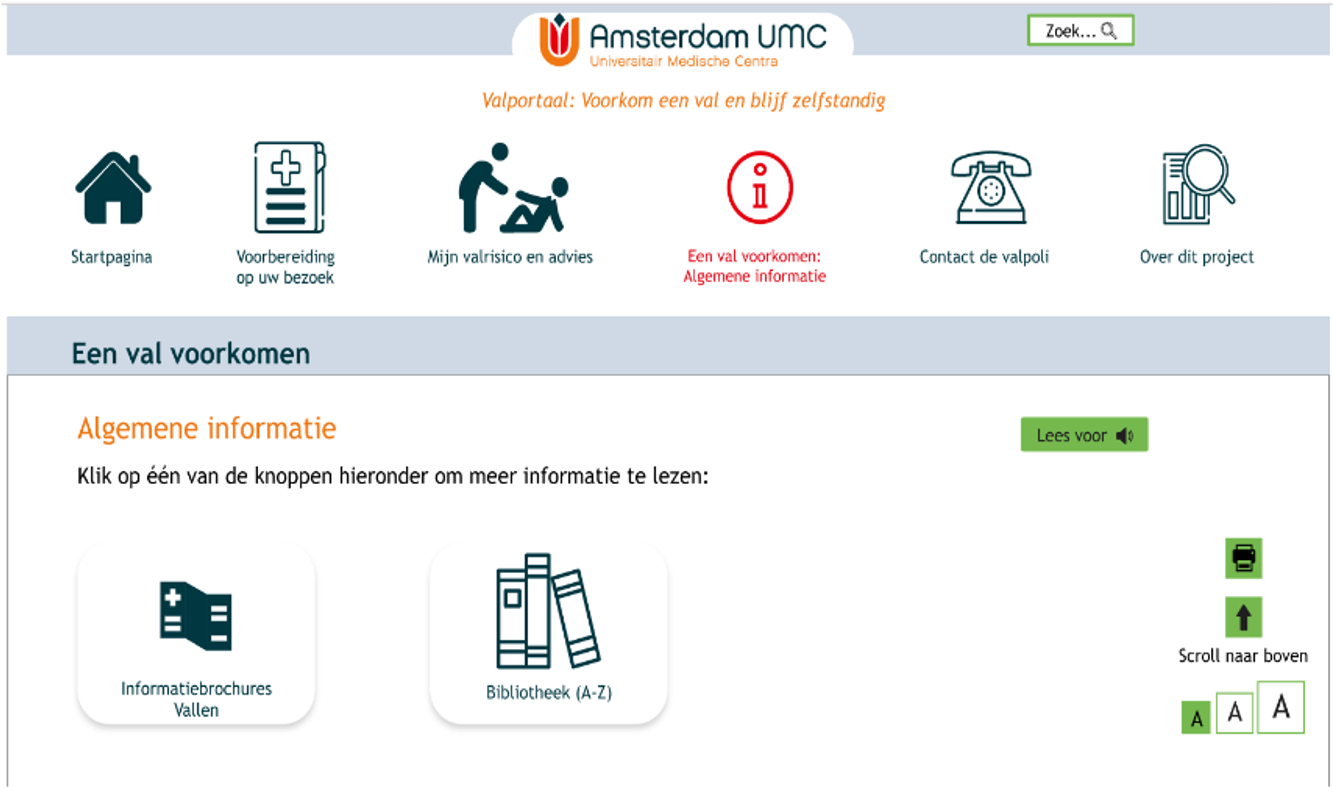 Amsterdam UMC
Universitair Medische Centra
Zoek...
Valportaal: Voorkom een val en blijf zelfstandig
Startpagina
Voorbereiding
op uw bezoek
Mijn valrisico en advies
Een val voorkomen:
Algemene informatie
Contact de valpoli
Over dit project
Een val voorkomen
Algemene informatie
Lees voor
Klik op één van de knoppen hieronder om meer informatie te lezen:
Informatiebrochures
Vallen
Bibliotheek (A-Z)
Scroll naar boven
A A A